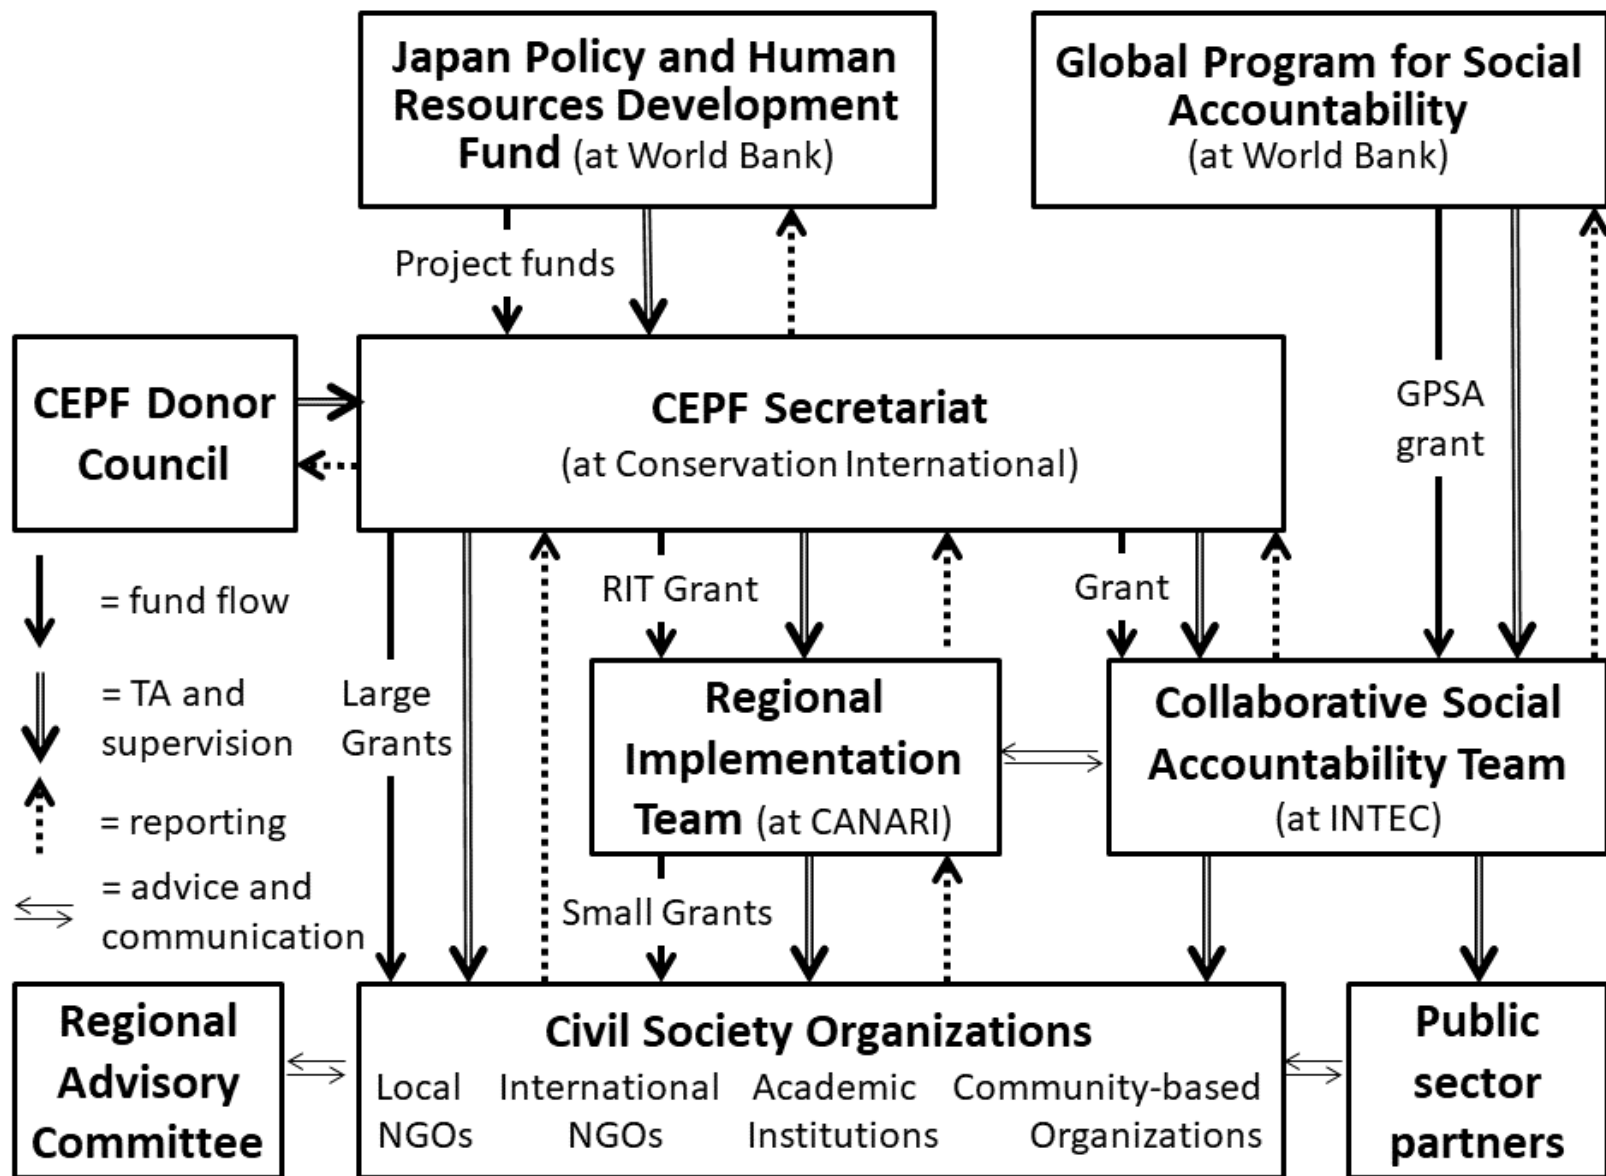 Japan Policy and Human
Resources Development
Fund (at World Bank)
Global Program for Social
Accountability
(at World Bank)
Project funds
CEPF Donor
Council
CEPF Secretariat
(at Conservation International)
GPSA
grant
= fund flow
= TA and
supervision
= reporting
= advice and
communication
Large
Grants
RIT Grant
Grant
Regional
Implementation
Team (at CANARI)
Collaborative Social
Accountability Team
(at INTEC)
Small Grants
Regional
Advisory
Committee
Civil Society Organizations
Local
NGOs
International
NGOs
Academic
Institutions
Community-based
Organizations
Public
sector
partners